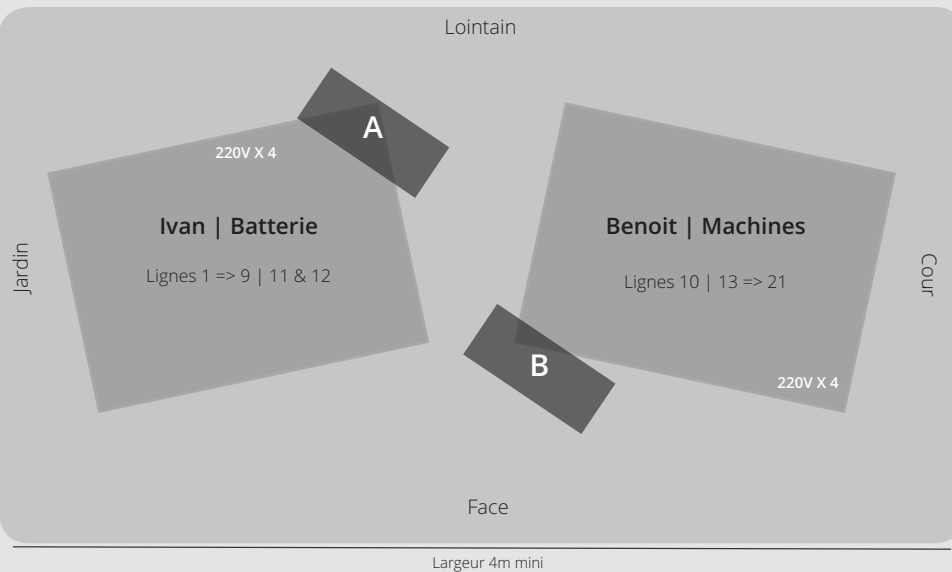 Lointain
A
220V X 4
Ivan | Batterie
Benoit | Machines
Jardin
Lignes 1 => 9 | 11 & 12
Lignes 10 | 13 => 21
Cour
B
220V X 4
Face
Largeur 4m mini